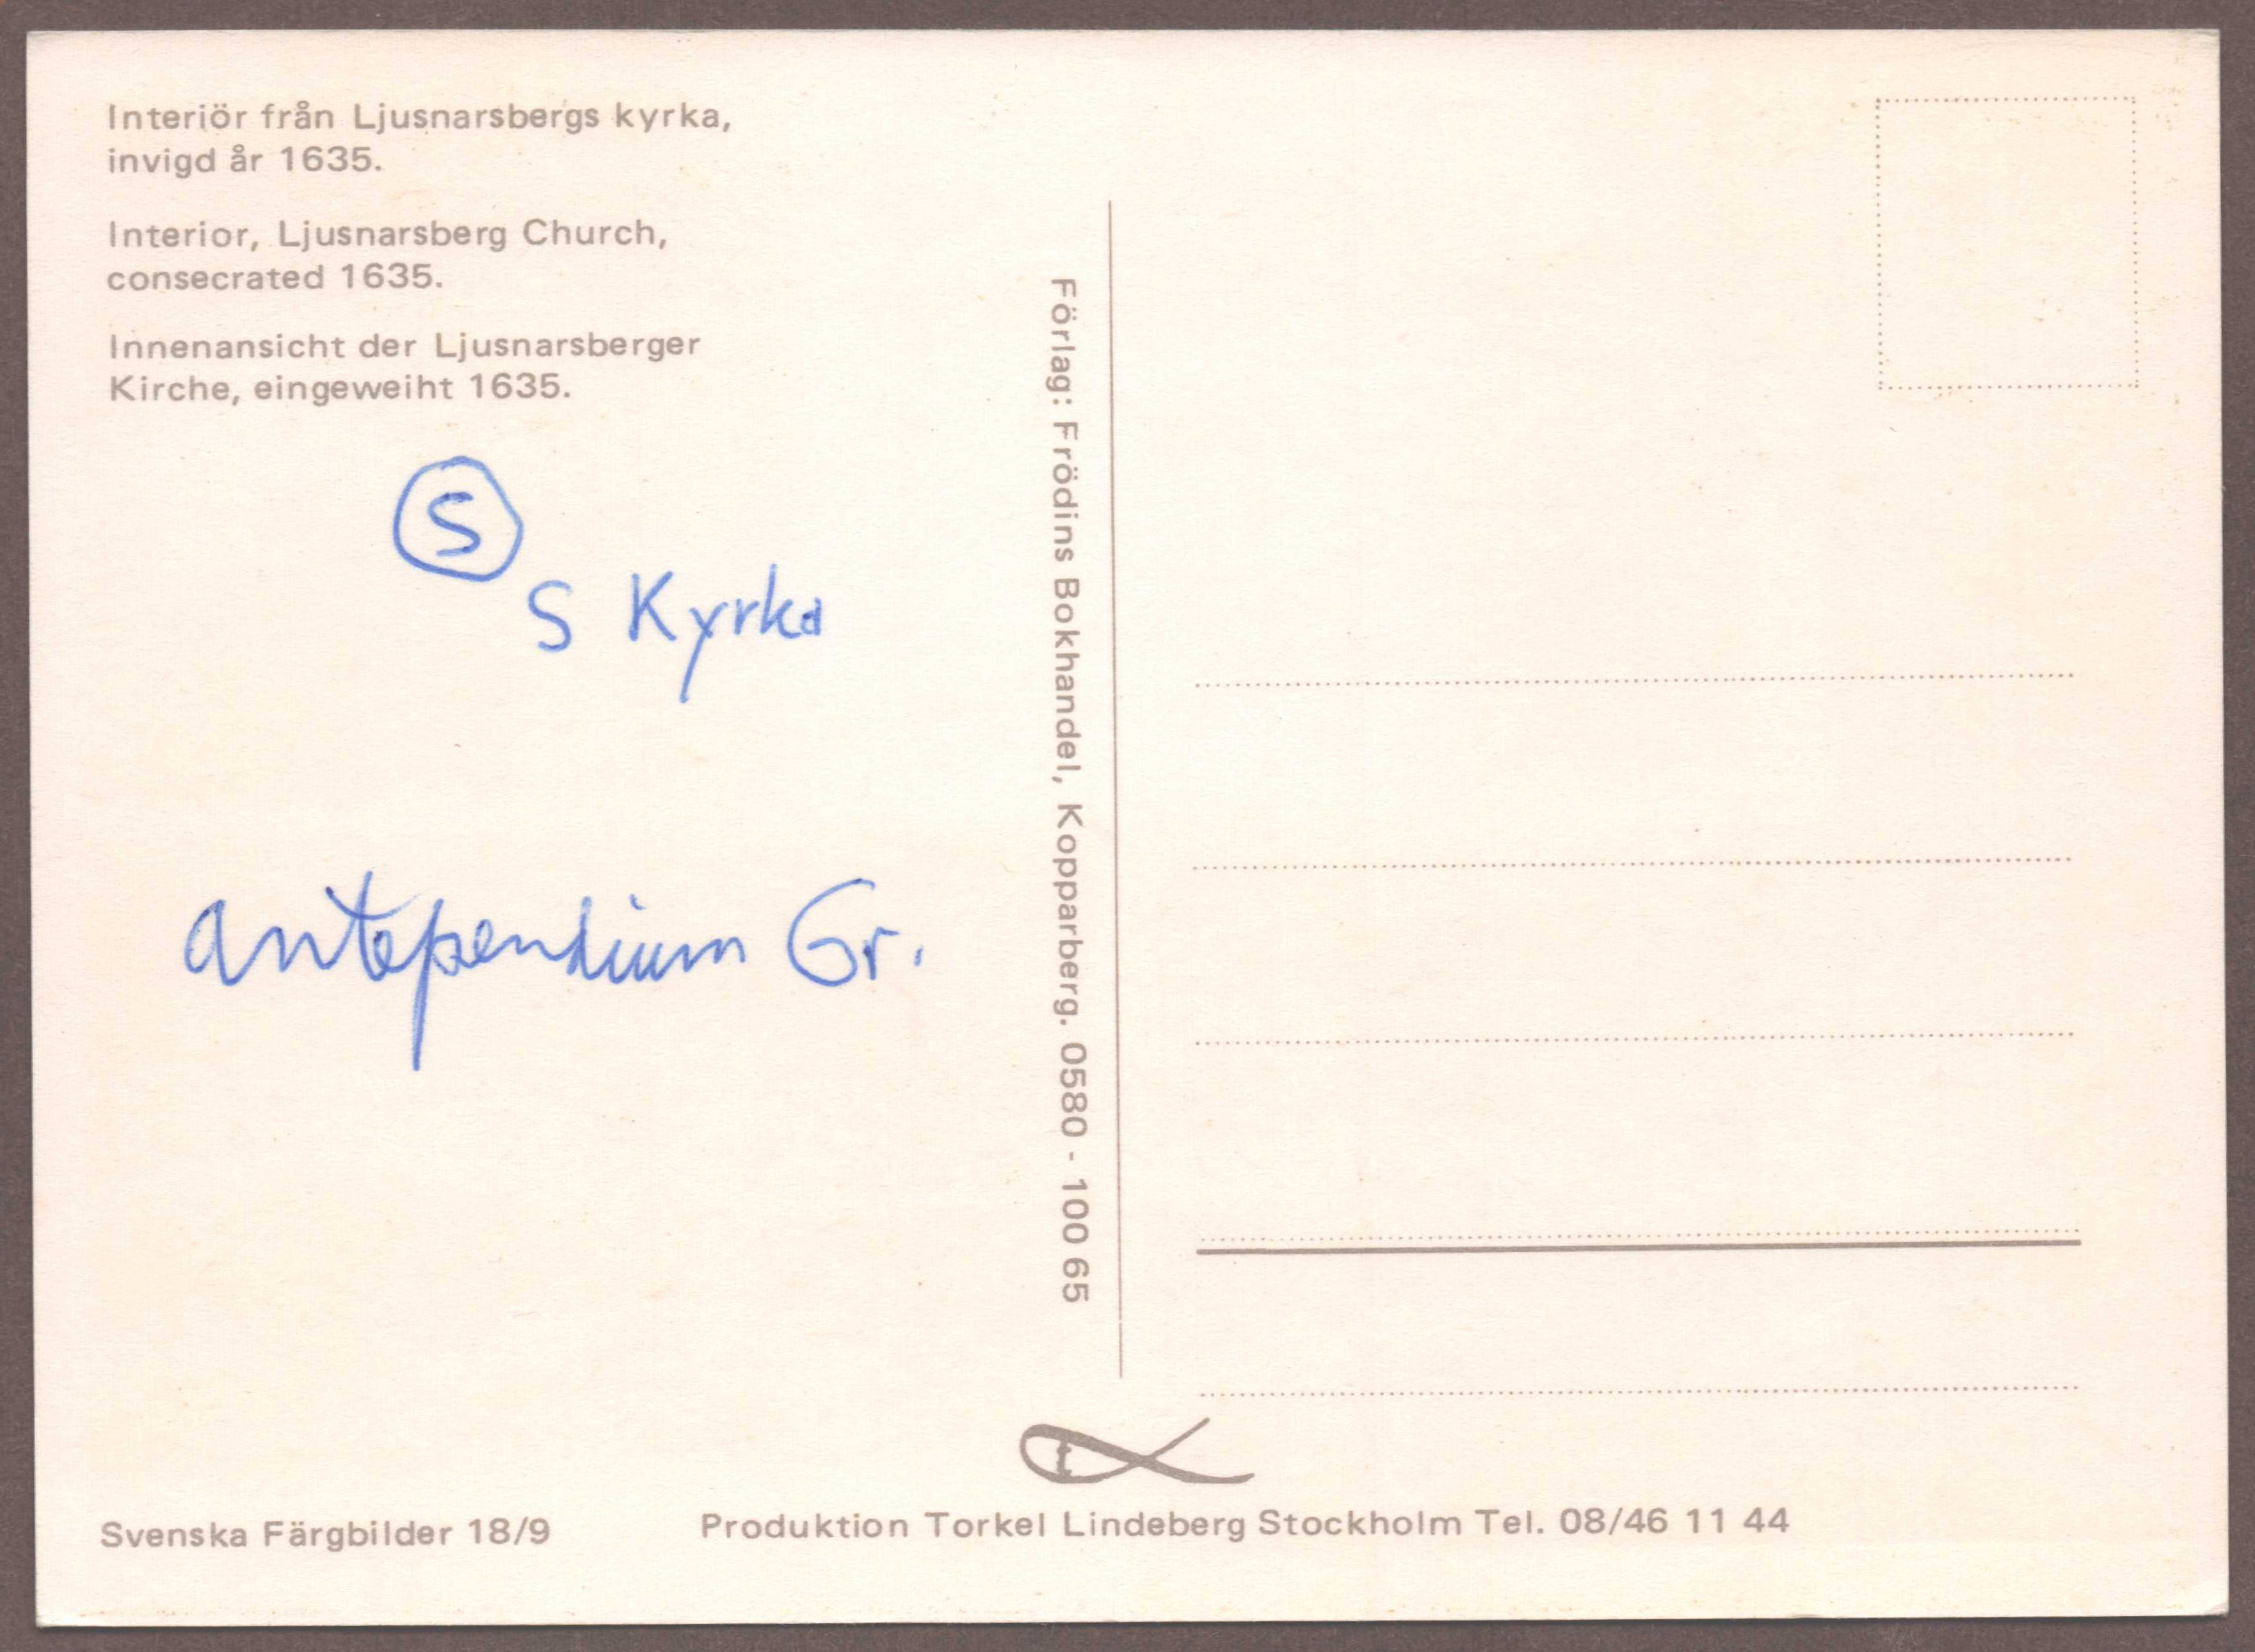 Interiör från Ljusnarsbergs kyrka,
invigd år 1635.
Interior, Ljusnarsberg Church,
consecrated 1635.
Innenansicht der Ljusnarsberger
Kirche, eingeweiht 1635.
S
S Kyrka
Antependium Gr.
Förlag: Frödins Bokhandel, Kopparberg. 0580 - 100 65
t
Svenska Färgbilder 18/9
Produktion Torkel Lindeberg Stockholm Tel. 08/46 11 44